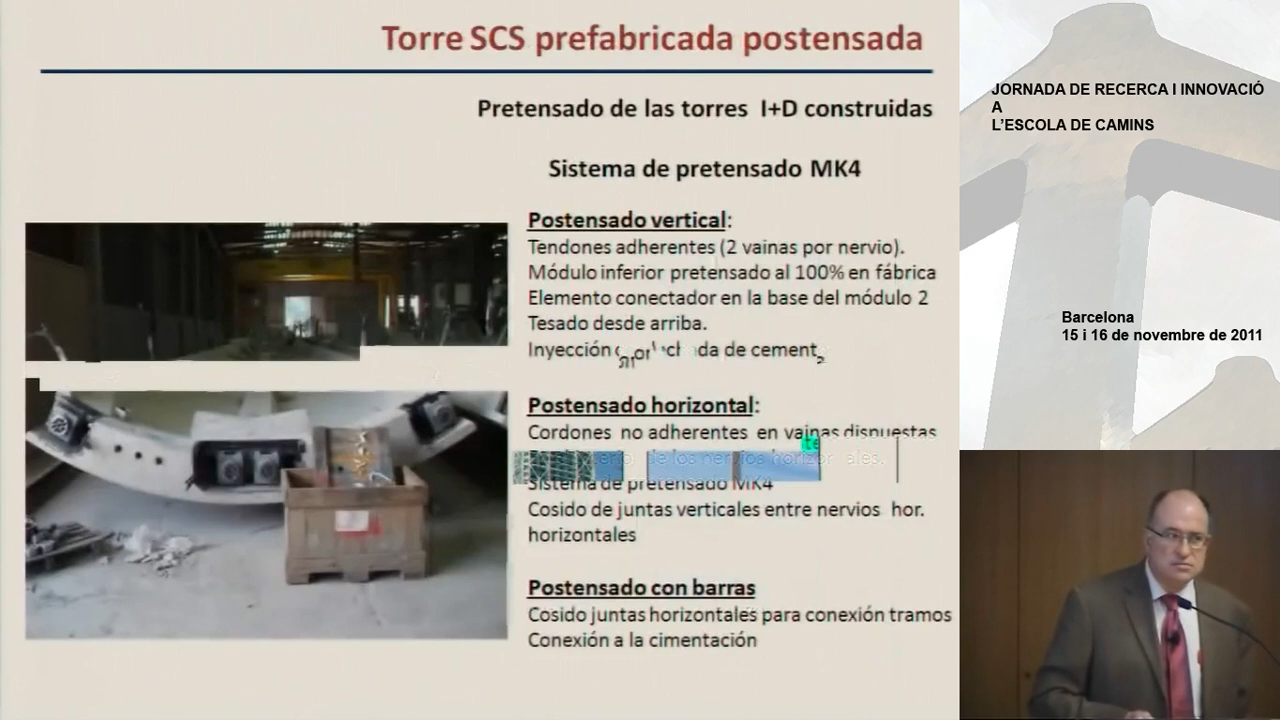 Torre SCS prefabricada postensada
Pretensado de las torres I+D construidas
Sistema de pretensado MK4
Postensado vertical:
Tendones adherentes (2 vainas por nervio).
Módulo inferior pretensado al 100% en fábrica
Elemento conectador en la base del módulo 2
Tesado desde arriba.
Inyección da de cement
Postensado horizontal:
Cordones no adherentes en vainas dispuestas
de los nervios
Sistema de pretensado MK4
Cosido de juntas verticales entre nervios hor.
horizontales
Postensado con barras
Cosido juntas horizontales para conexión tramos
Conexión a la cimentación
JORNADA DE RECERCA I INNOVACIÓ
A
L'ESCOLA DE CAMINS
Barcelona
15 i 16 de novembre de 2011